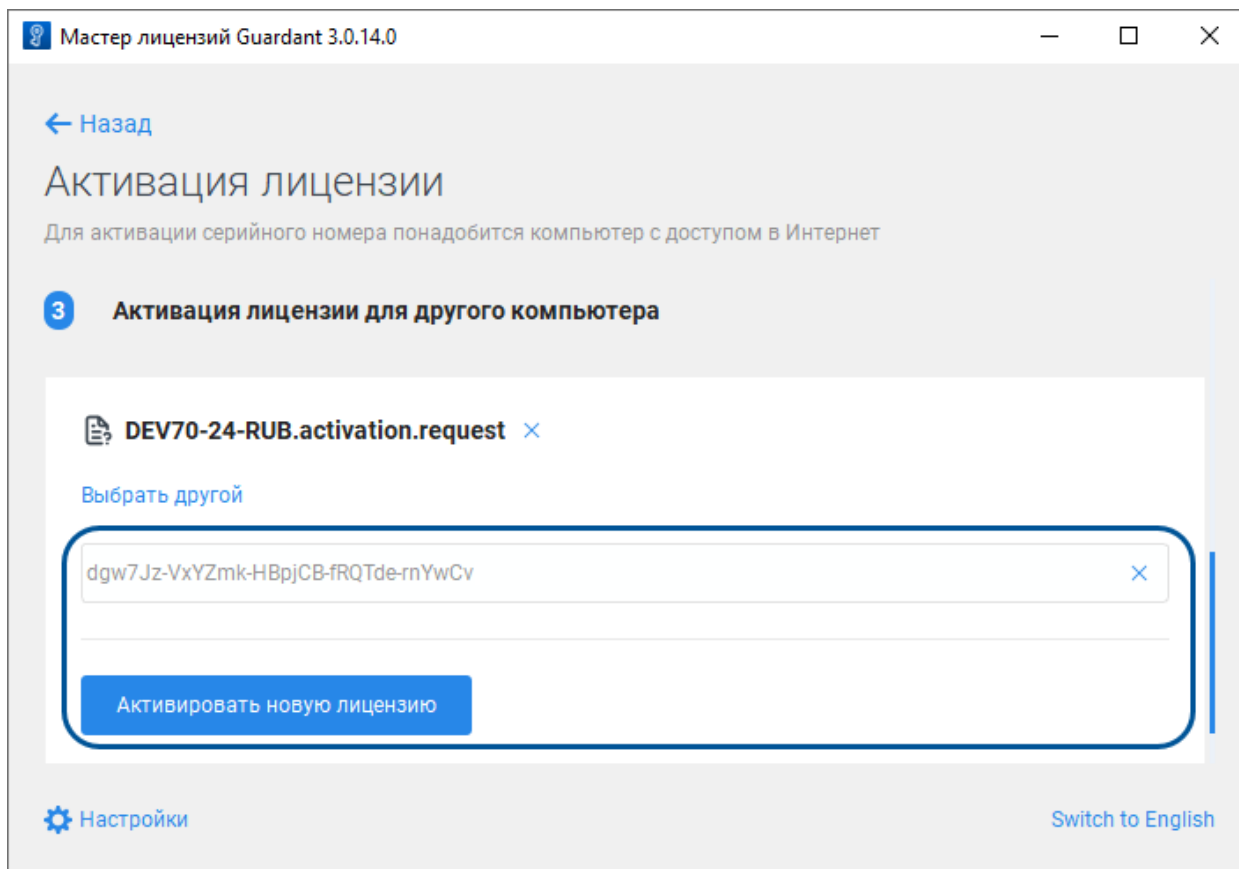 Мастер лицензий Guardant 3.0.14.0
Назад
Активация лицензии
Для активации серийного номера понадобится компьютер с доступом в Интернет
3 Активация лицензии для другого компьютера
DEV70-24-RUB.activation.request
Выбрать другой
dgw7Jz-VxYZmk-HBpjCB-fRQTde-rnYwCv
Активировать новую лицензию
Настройки Switch to English